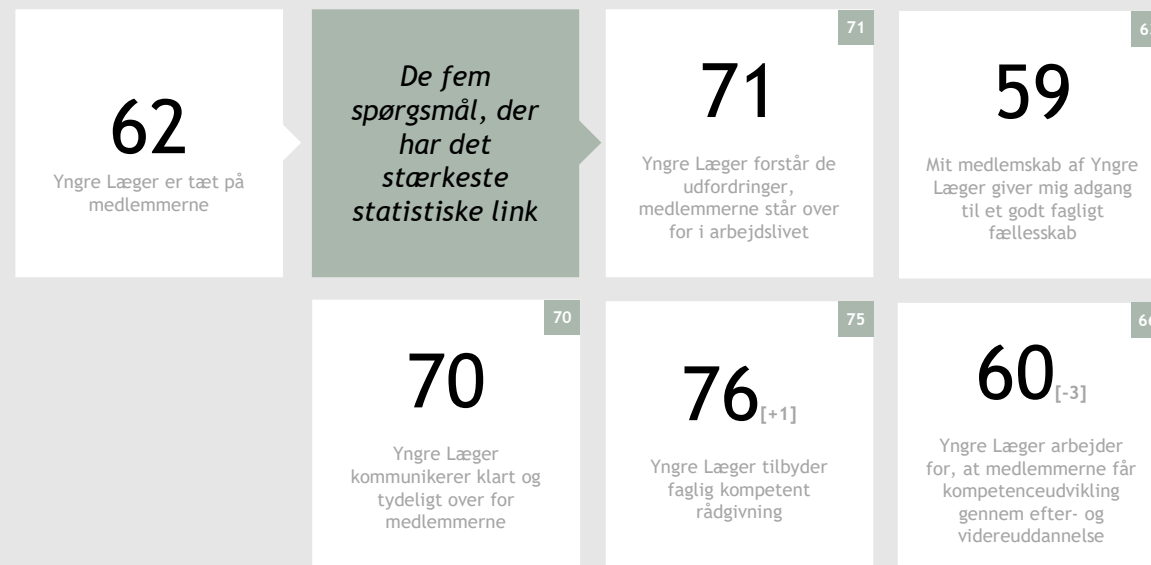 62
Yngre Læger er tæt på
medlemmerne
De fem
spørgsmål, der
har det
stærkeste
statistiske link
71
71
Yngre Læger forstår de
udfordringer,
medlemmerne står over
for i arbejdslivet
59
Mit medlemskab af Yngre
Læger giver mig adgang
til et godt fagligt
fællesskab
70
70
Yngre Læger
kommunikerer klart og
tydeligt over for
medlemmerne
75
76[+1]
Yngre Læger tilbyder
faglig kompetent
rådgivning
60[-3]
Yngre Læger arbejder
for, at medlemmerne får
kompetenceudvikling
gennem efter- og
videreuddannelse